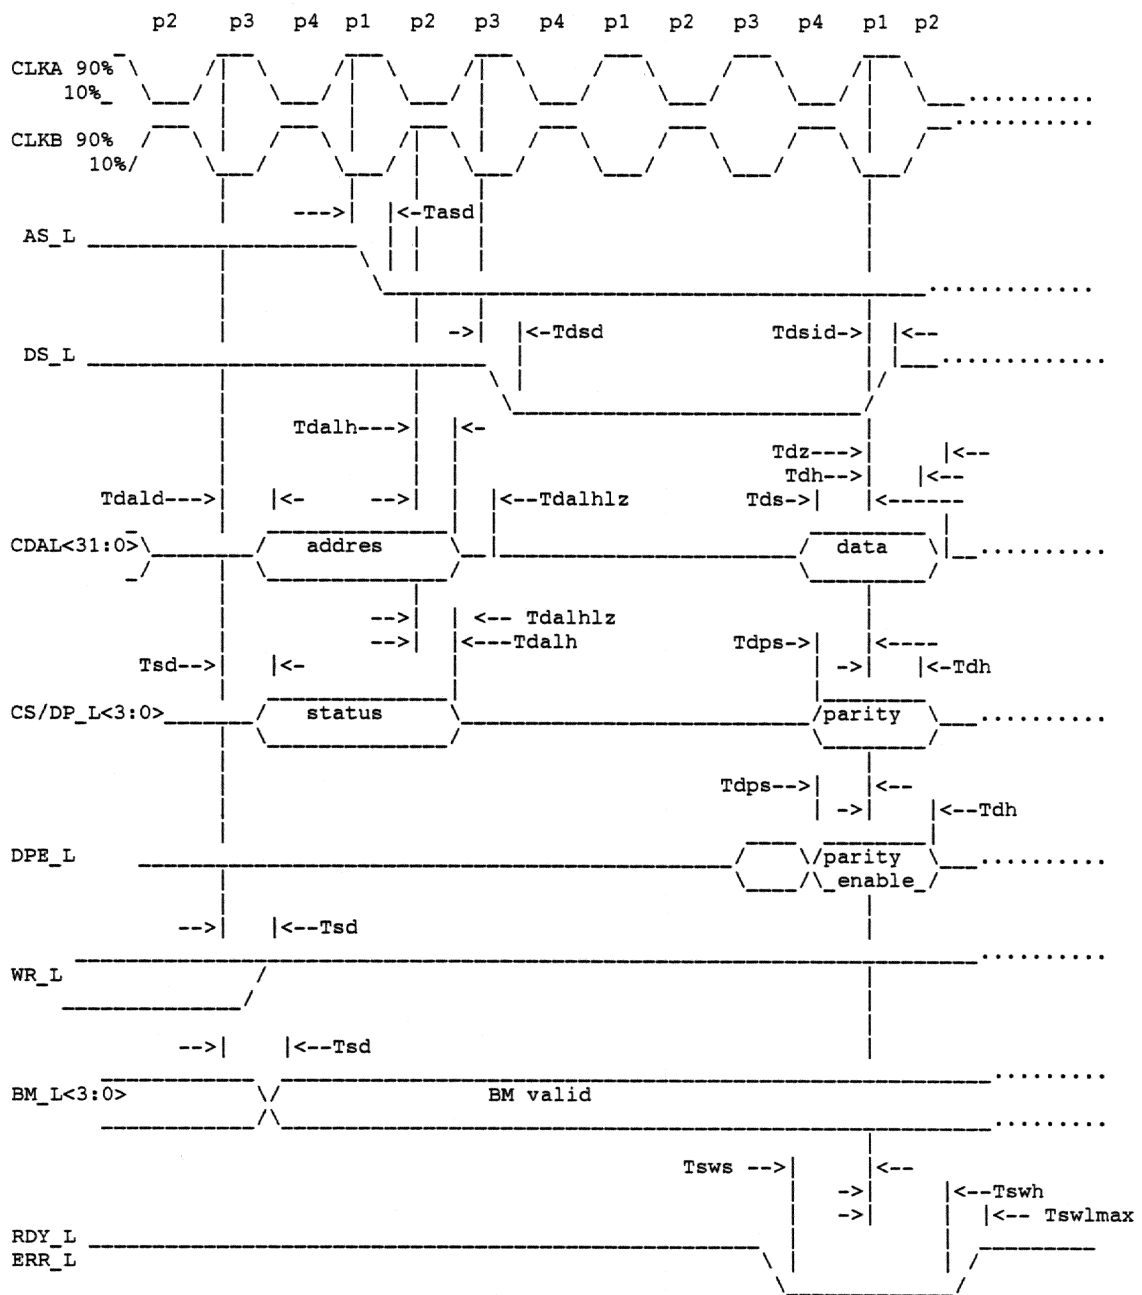 p2 p3 p4 p1 p2 p3 p4 p1 p2 p3 p4 p1 p2
CLKA 90%
10%
CLKB 90%
10%
Tasd
AS_L
Tdsd Tdsid
DS_L
Tdalh
Tdz
Tdh
Tdald Tdalhlz Tds
CDAL<31:0> addres data
Tdalhlz
Tdalh Tdps
Tsd Tdh
CS/DP_L<3:0> status parity
Tdps
Tdh
DPE_L parity
enable
Tsd
WR_L
Tsd
BM_L<3:0> BM valid
Tsws
Tswh
Tswlmax
RDY_L
ERR_L